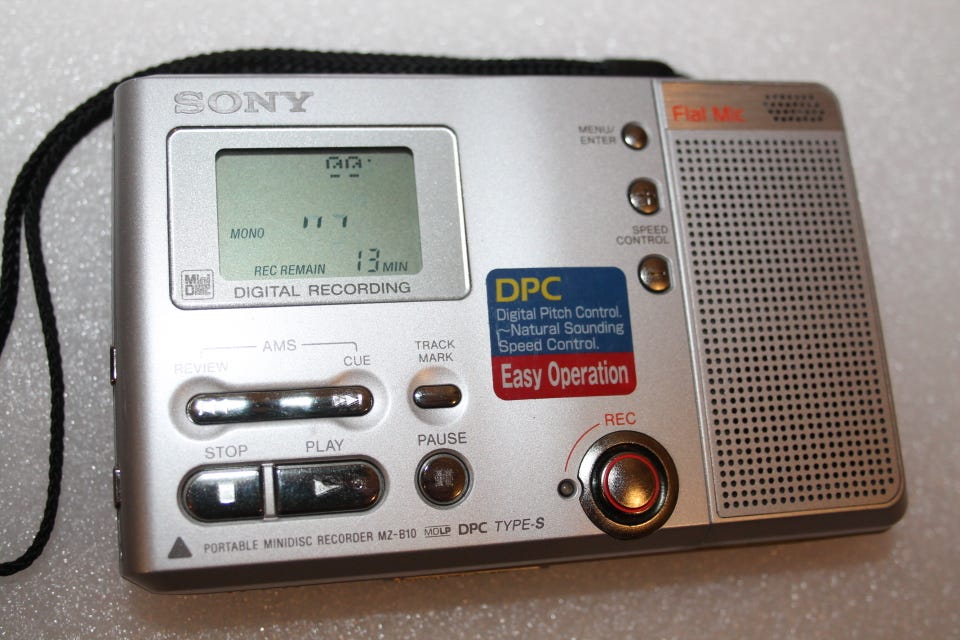 SONY
MENU/
ENTER
Flat Mic
MONO
REC REMAIN 13 MIN
Mini
Disc
DIGITAL RECORDING
SPEED
CONTROL
DPC
Digital Pitch Control.
~Natural Sounding
Speed Control.
Easy Operation
AMS
REVIEW
CUE
TRACK
MARK
STOP
PLAY
PAUSE
REC
PORTABLE MINIDISC RECORDER MZ-B10 MDLP DPC TYPE-S